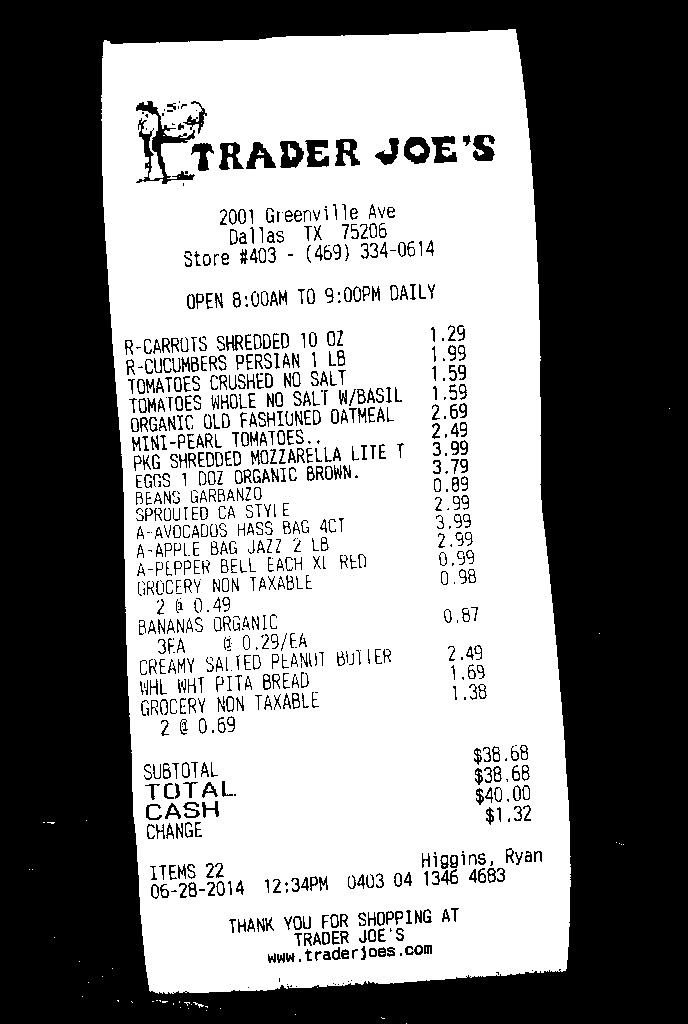 TRADER JOE'S
2001 Greenville Ave
Dallas TX 75206
Store #403 - (469) 334-0614
OPEN 8:00AM TO 9:00PM DAILY
R-CARROTS SHREDDED 10 OZ 1.29
R-CUCUMBERS PERSIAN 1 LB 1.99
TOMATOES CRUSHED NO SALT 1.59
TOMATOES WHOLE NO SALT W/BASIL 1.59
ORGANIC OLD FASHIONED OATMEAL 2.69
MINI-PEARL TOMATOES.. 2.49
PKG SHREDDED MOZZARELLA LITE T 3.99
EGGS 1 DOZ ORGANIC BROWN. 3.79
BEANS GARBANZO 0.89
SPROUTED CA STYLE 2.99
A-AVOCADOS HASS BAG 4CT 3.99
A-APPLE BAG JAZZ 2 LB 2.99
A-PEPPER BELL EACH XL RED 0.99
GROCERY NON TAXABLE 0.98
2 @ 0.49
BANANAS ORGANIC 0.87
3EA @ 0.29/EA
CREAMY SALTED PEANUT BUTTER 2.49
WHL WHT PITA BREAD 1.69
GROCERY NON TAXABLE 1.38
2 @ 0.69
SUBTOTAL $38.68
TOTAL $38.68
CASH $40.00
CHANGE $1.32
ITEMS 22 Higgins, Ryan
06-28-2014 12:34PM 0403 04 1346 4683
THANK YOU FOR SHOPPING AT
TRADER JOE'S
www.traderjoes.com